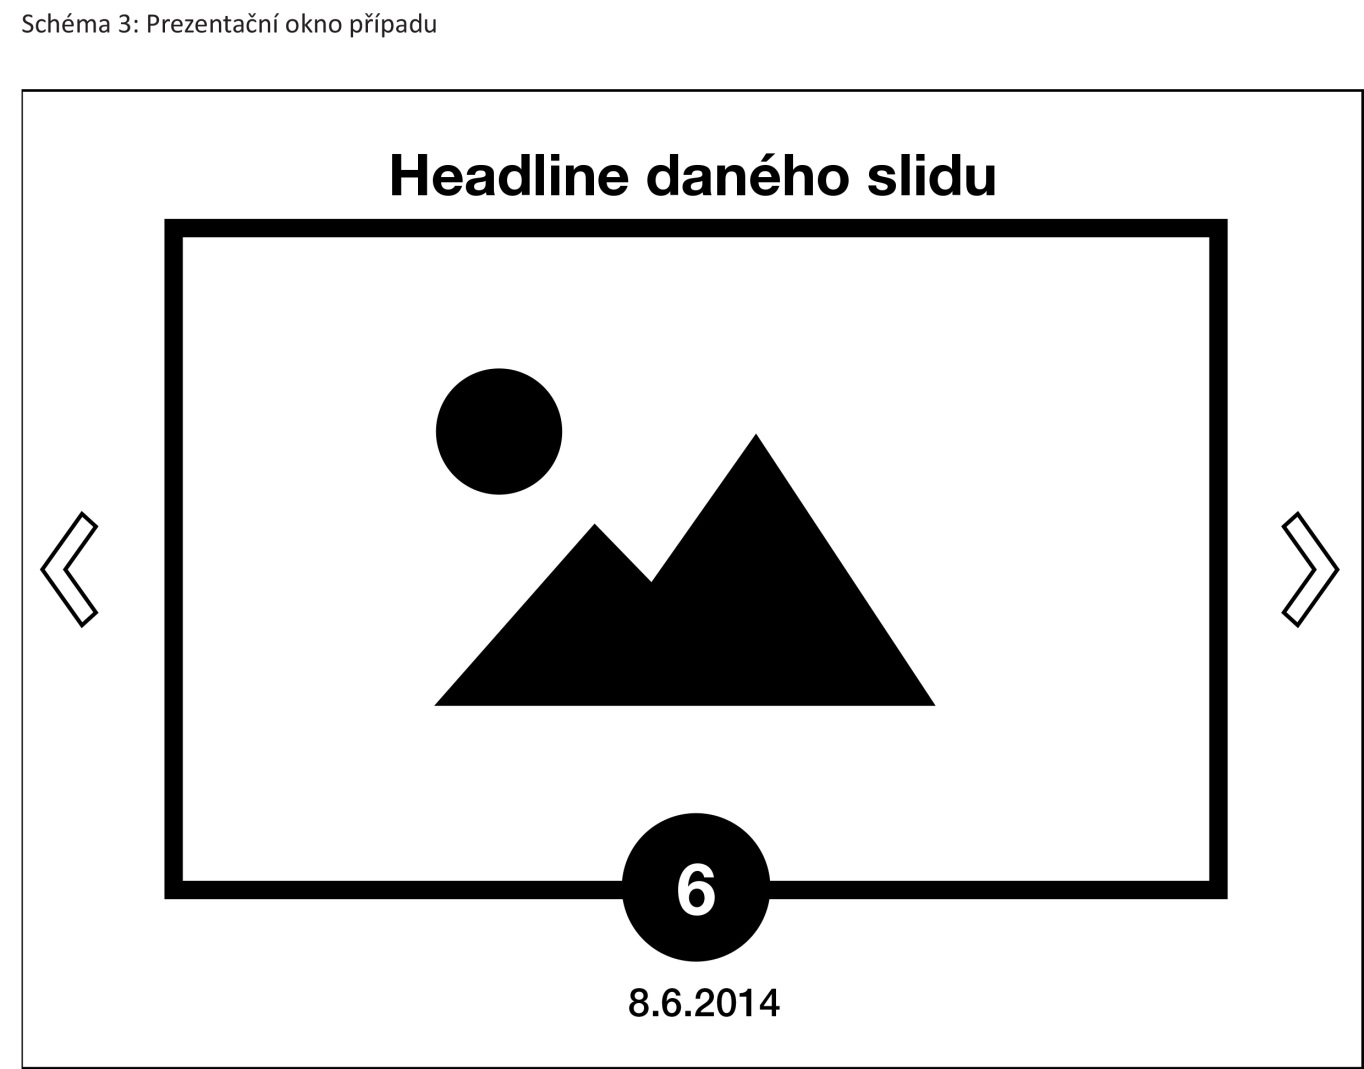 Schéma 3: Prezentační okno případu
Headline daného slidu
6
8.6.2014